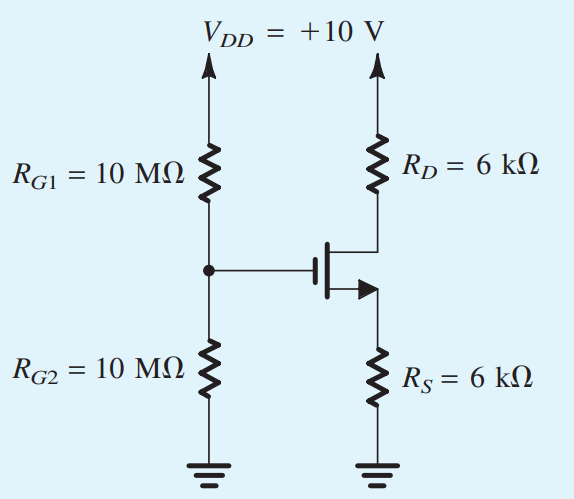 V_DD = +10 V
R_G1 = 10 MΩ
R_D = 6 kΩ
R_G2 = 10 MΩ
R_S = 6 kΩ